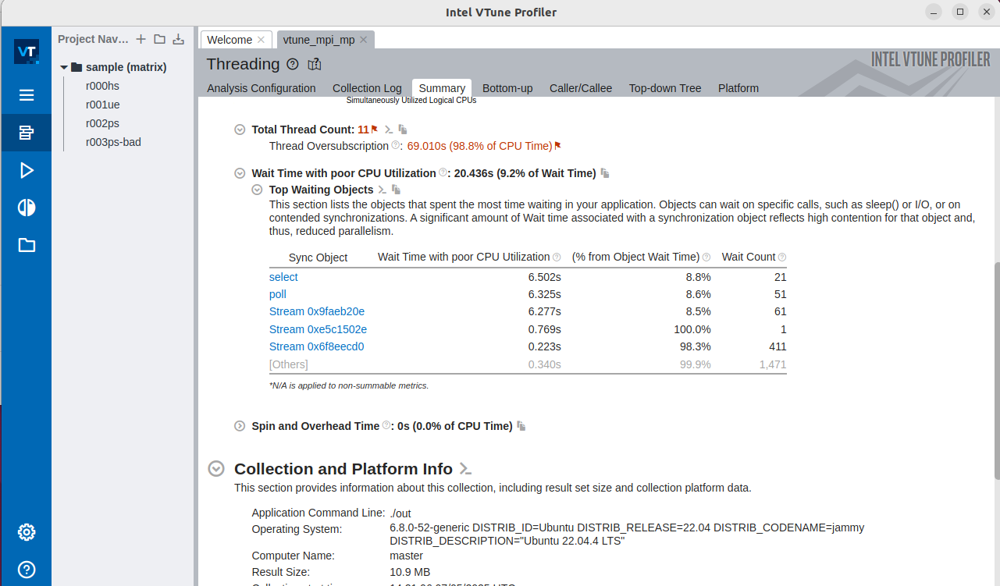 Intel VTune Profiler
VT
Project Nav...
sample (matrix)
r000hs
r001ue
r002ps
r003ps-bad
Welcome
vtune_mpi_mp
Threading
INTEL VTUNE PROFILER
Analysis Configuration Collection Log Summary Bottom-up Caller/Callee Top-down Tree Platform
Simultaneously Utilized Logical CPUs
Total Thread Count: 11
Thread Oversubscription ?: 69.010s (98.8% of CPU Time)
Wait Time with poor CPU Utilization ?: 20.436s (9.2% of Wait Time)
Top Waiting Objects
This section lists the objects that spent the most time waiting in your application. Objects can wait on specific calls, such as sleep() or I/O, or on
contended synchronizations. A significant amount of Wait time associated with a synchronization object reflects high contention for that object and,
thus, reduced parallelism.
Sync Object Wait Time with poor CPU Utilization ? (% from Object Wait Time) ? Wait Count ?
select 6.502s 8.8% 21
poll 6.325s 8.6% 51
Stream 0x9faeb20e 6.277s 8.5% 61
Stream 0xe5c1502e 0.769s 100.0% 1
Stream 0x6f8eecd0 0.223s 98.3% 411
[Others] 0.340s 99.9% 1,471
*N/A is applied to non-summable metrics.
Spin and Overhead Time ?: 0s (0.0% of CPU Time)
Collection and Platform Info
This section provides information about this collection, including result set size and collection platform data.
Application Command Line: ./out
Operating System: 6.8.0-52-generic DISTRIB_ID=Ubuntu DISTRIB_RELEASE=22.04 DISTRIB_CODENAME=jammy
DISTRIB_DESCRIPTION="Ubuntu 22.04.4 LTS"
Computer Name: master
Result Size: 10.9 MB